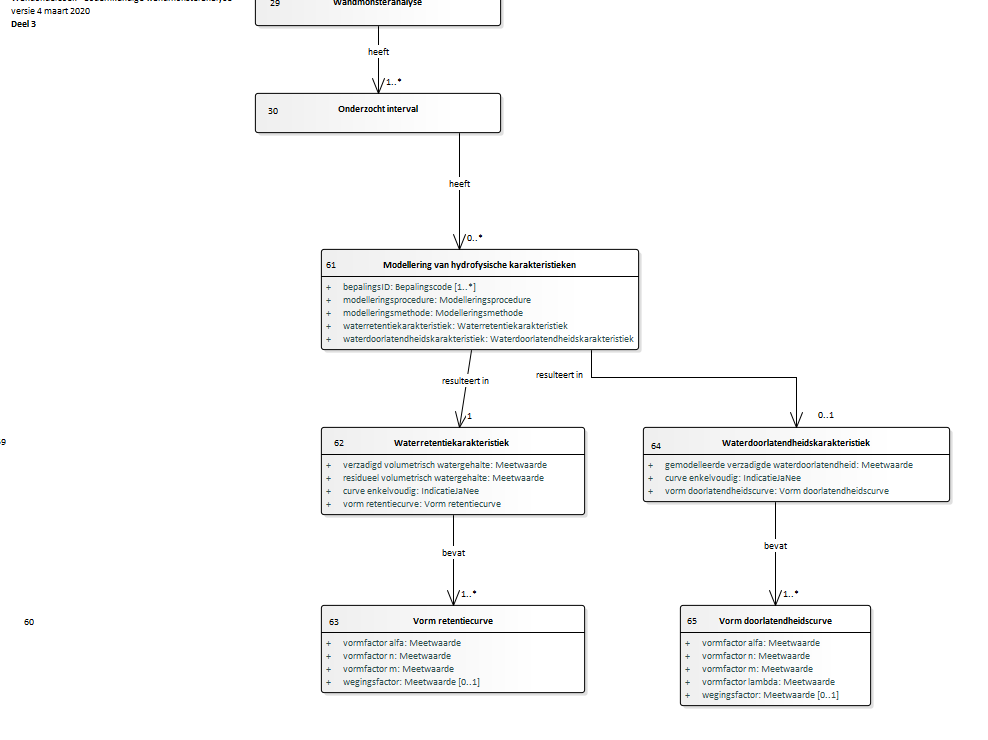 versie 4 maart 2020
Deel 3
29
Wandmonsteranalyse
heeft
1..*
30
Onderzocht interval
heeft
0..*
61
Modellering van hydrofysische karakteristieken
+ bepalingsID: Bepalingscode [1..*]
+ modelleringsprocedure: Modelleringsprocedure
+ modelleringsmethode: Modelleringsmethode
+ waterretentiekarakteristiek: Waterretentiekarakteristiek
+ waterdoorlatendheidskarakteristiek: Waterdoorlatendheidskarakteristiek
resulteert in
1
resulteert in
0..1
9
62
Waterretentiekarakteristiek
+ verzadigd volumetrisch watergehalte: Meetwaarde
+ residueel volumetrisch watergehalte: Meetwaarde
+ curve enkelvoudig: IndicatieJaNee
+ vorm retentiecurve: Vorm retentiecurve
64
Waterdoorlatendheidskarakteristiek
+ gemodelleerde verzadigde waterdoorlatendheid: Meetwaarde
+ curve enkelvoudig: IndicatieJaNee
+ vorm doorlatendheidscurve: Vorm doorlatendheidscurve
bevat
1..*
bevat
1..*
60
63
Vorm retentiecurve
+ vormfactor alfa: Meetwaarde
+ vormfactor n: Meetwaarde
+ vormfactor m: Meetwaarde
+ wegingsfactor: Meetwaarde [0..1]
65
Vorm doorlatendheidscurve
+ vormfactor alfa: Meetwaarde
+ vormfactor n: Meetwaarde
+ vormfactor m: Meetwaarde
+ vormfactor lambda: Meetwaarde
+ wegingsfactor: Meetwaarde [0..1]